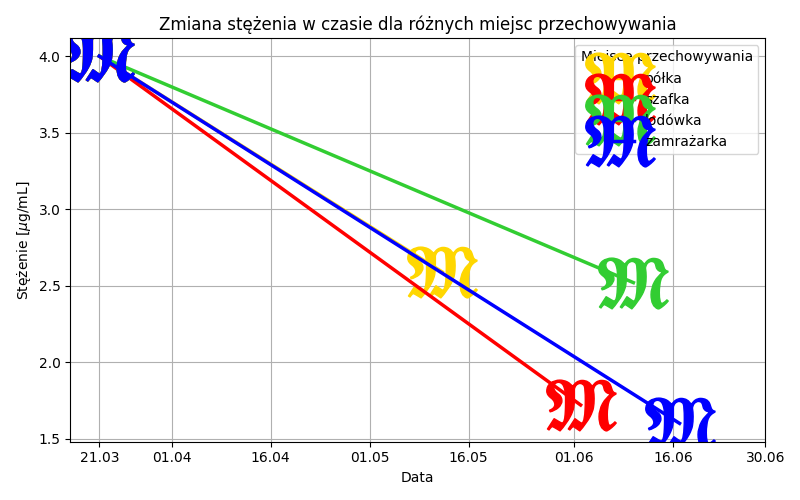 Zmiana stężenia w czasie dla różnych miejsc przechowywania
Stężenie [μg/mL]
4.0
3.5
3.0
2.5
2.0
1.5
Miejsce przechowywania
półka
szafka
lodówka
zamrażarka
𝔐
𝔐
𝔐
𝔐
𝔐
𝔐
𝔐
𝔐
𝔐
21.03
01.04
16.04
01.05
16.05
01.06
16.06
30.06
Data